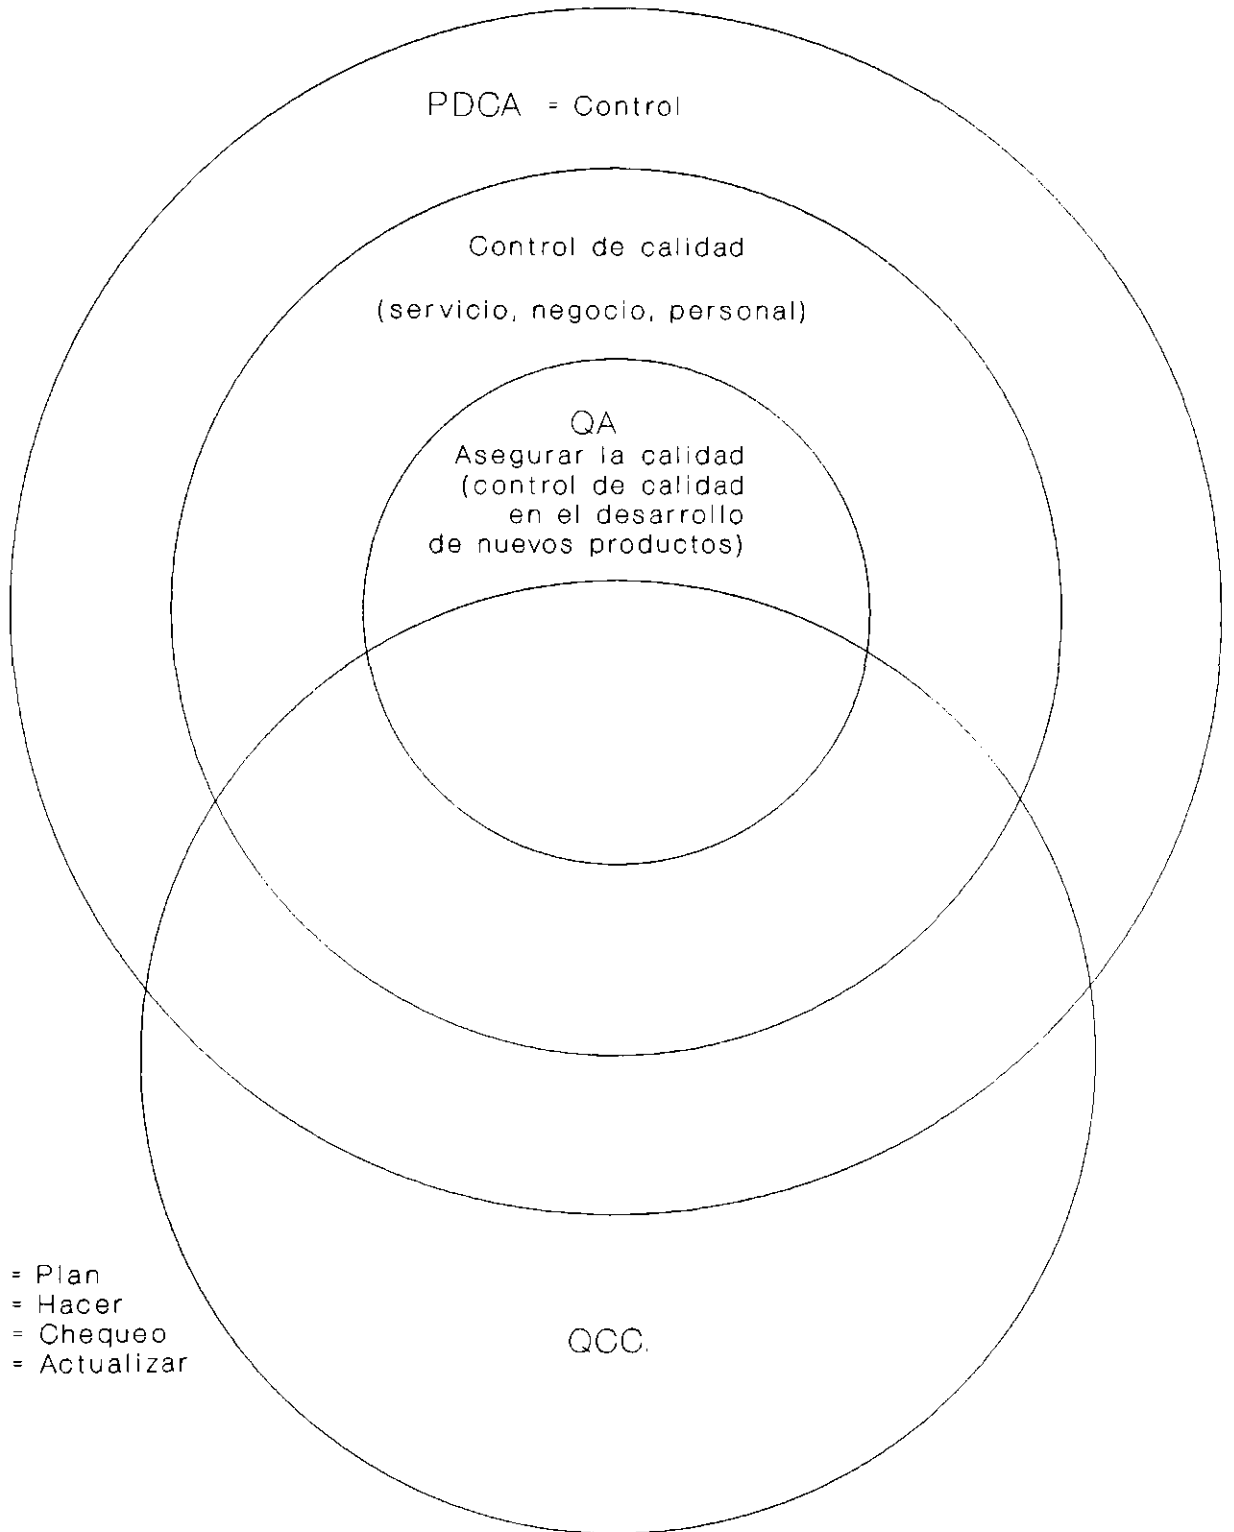 PDCA = Control
Control de calidad
(servicio, negocio, personal)
QA
Asegurar la calidad
(control de calidad
en el desarrollo
de nuevos productos)
= Plan
= Hacer
= Chequeo
= Actualizar
QCC.